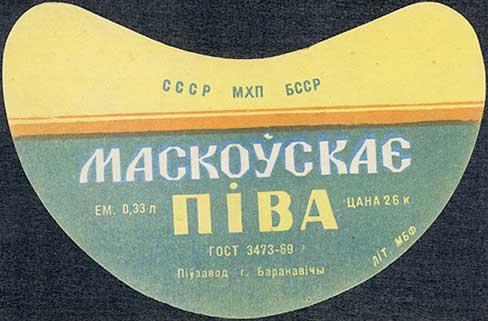 СССР МХП БССР
МАСКОЎСКАЕ
ПІВА
ЕМ. 0,33 л
ЦАНА 26 к
ГОСТ 3473-69
Піўзавод г. Баранавічы
ЛІТ. МБФ